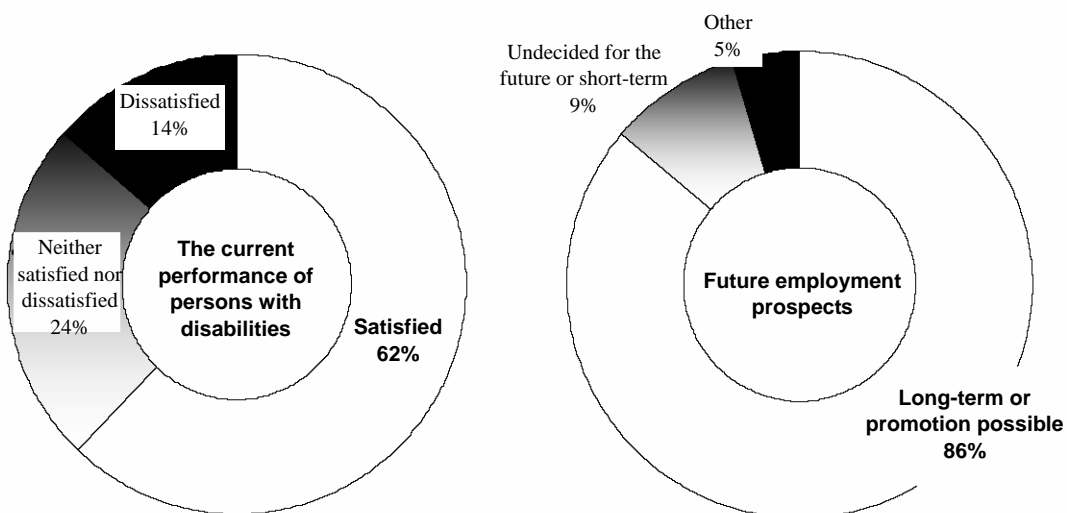 Dissatisfied
14%
Neither
satisfied nor
dissatisfied
24%
The current
performance of
persons with
disabilities
Satisfied
62%
Other
5%
Undecided for the
future or short-term
9%
Future employment
prospects
Long-term or
promotion possible
86%